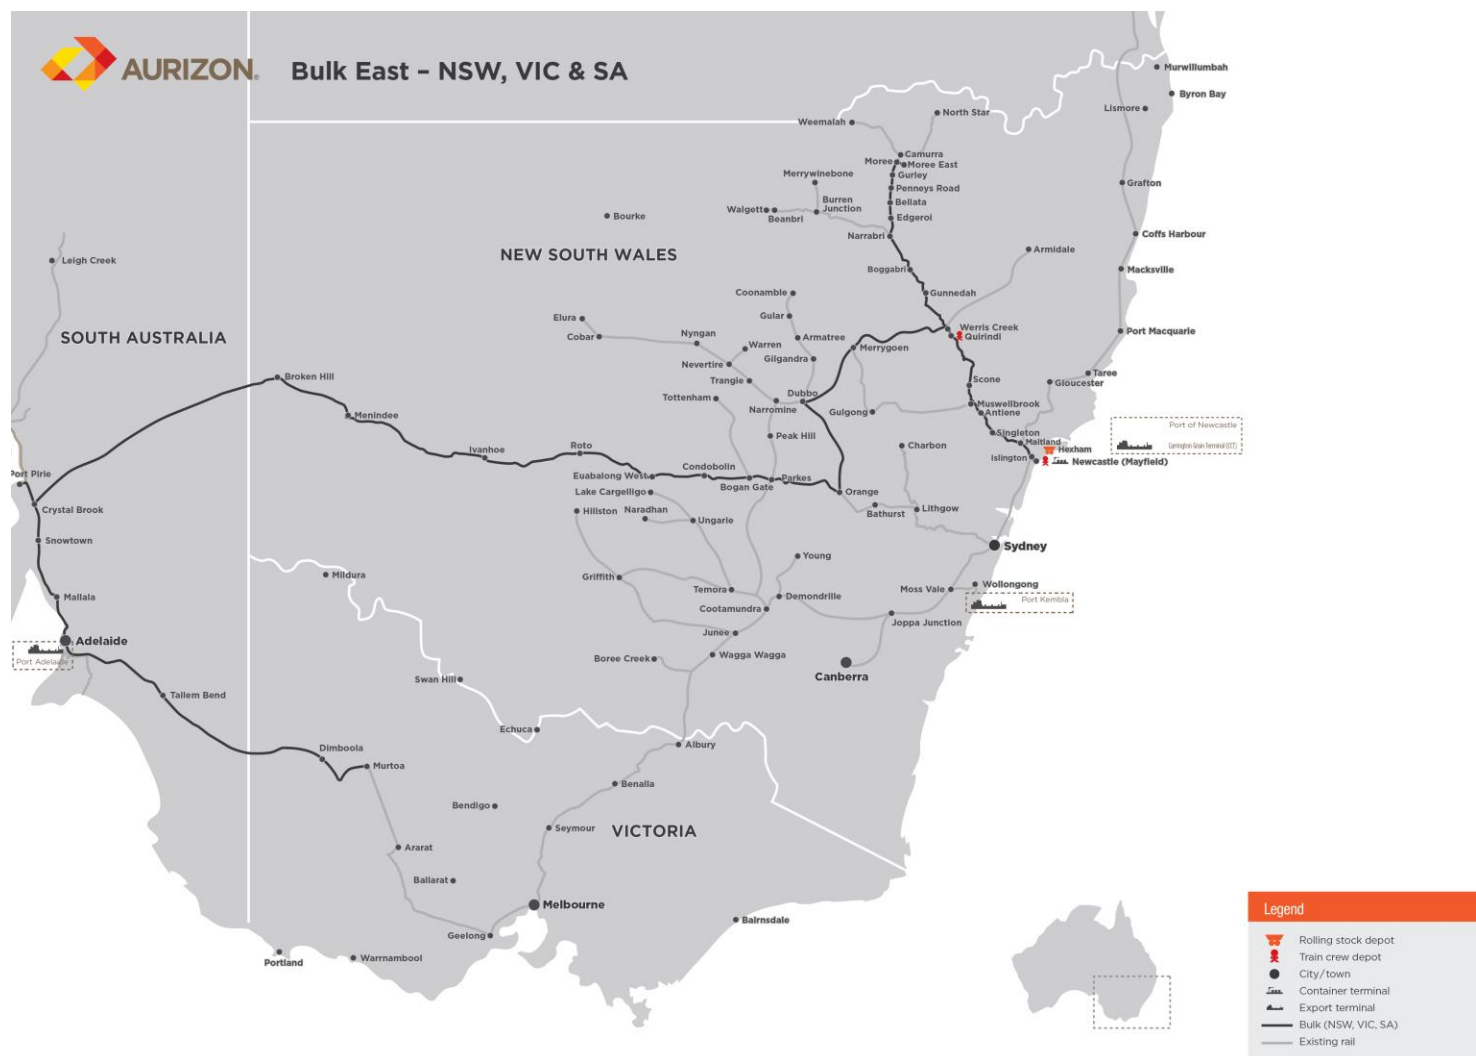 AURIZON
Bulk East – NSW, VIC & SA
Murwillumbah
Byron Bay
Lismore
North Star
Weemalah
Camurra
Moree
Moree East
Gurley
Merrywinebone
Penneys Road
Grafton
Burren
Junction
Bellata
Walgett
Beanbri
Edgeroi
Bourke
Narrabri
Coffs Harbour
NEW SOUTH WALES
Armidale
Leigh Creek
Boggabri
Macksville
Coonamble
Gunnedah
Elura
Gular
Cobar
Nyngan
Armatree
Werris Creek
Quirindi
Port Macquarie
SOUTH AUSTRALIA
Warren
Merrygoen
Nevertire
Gilgandra
Broken Hill
Trangle
Scone
Taree
Gloucester
Tottenham
Dubbo
Narromine
Gulgong
Muswellbrook
Antiene
Menindee
Port of Newcastle
Peak Hill
Singleton
Maitland
Charbon
Carrington Grain Terminal (CCT)
Hexham
Ivanhoe
Roto
Islington
Newcastle (Mayfield)
Port Pirie
Condobolin
Euabalong West
Bogan Gate
Parkes
Lake Cargelligo
Orange
Crystal Brook
Hillston
Naradhan
Ungarie
Bathurst
Lithgow
Snowtown
Sydney
Young
Mildura
Griffith
Temora
Demondrille
Moss Vale
Wollongong
Mallala
Port Kembla
Cootamundra
Joppa Junction
Adelaide
Junee
Port Adelaide
Boree Creek
Wagga Wagga
Canberra
Swan Hill
Tailem Bend
Echuca
Albury
Dimboola
Murtoa
Benalla
Bendigo
Seymour
VICTORIA
Ararat
Ballarat
Melbourne
Bairnsdale
Geelong
Portland
Warrnambool
Legend
Rolling stock depot
Train crew depot
City/town
Container terminal
Export terminal
Bulk (NSW, VIC, SA)
Existing rail